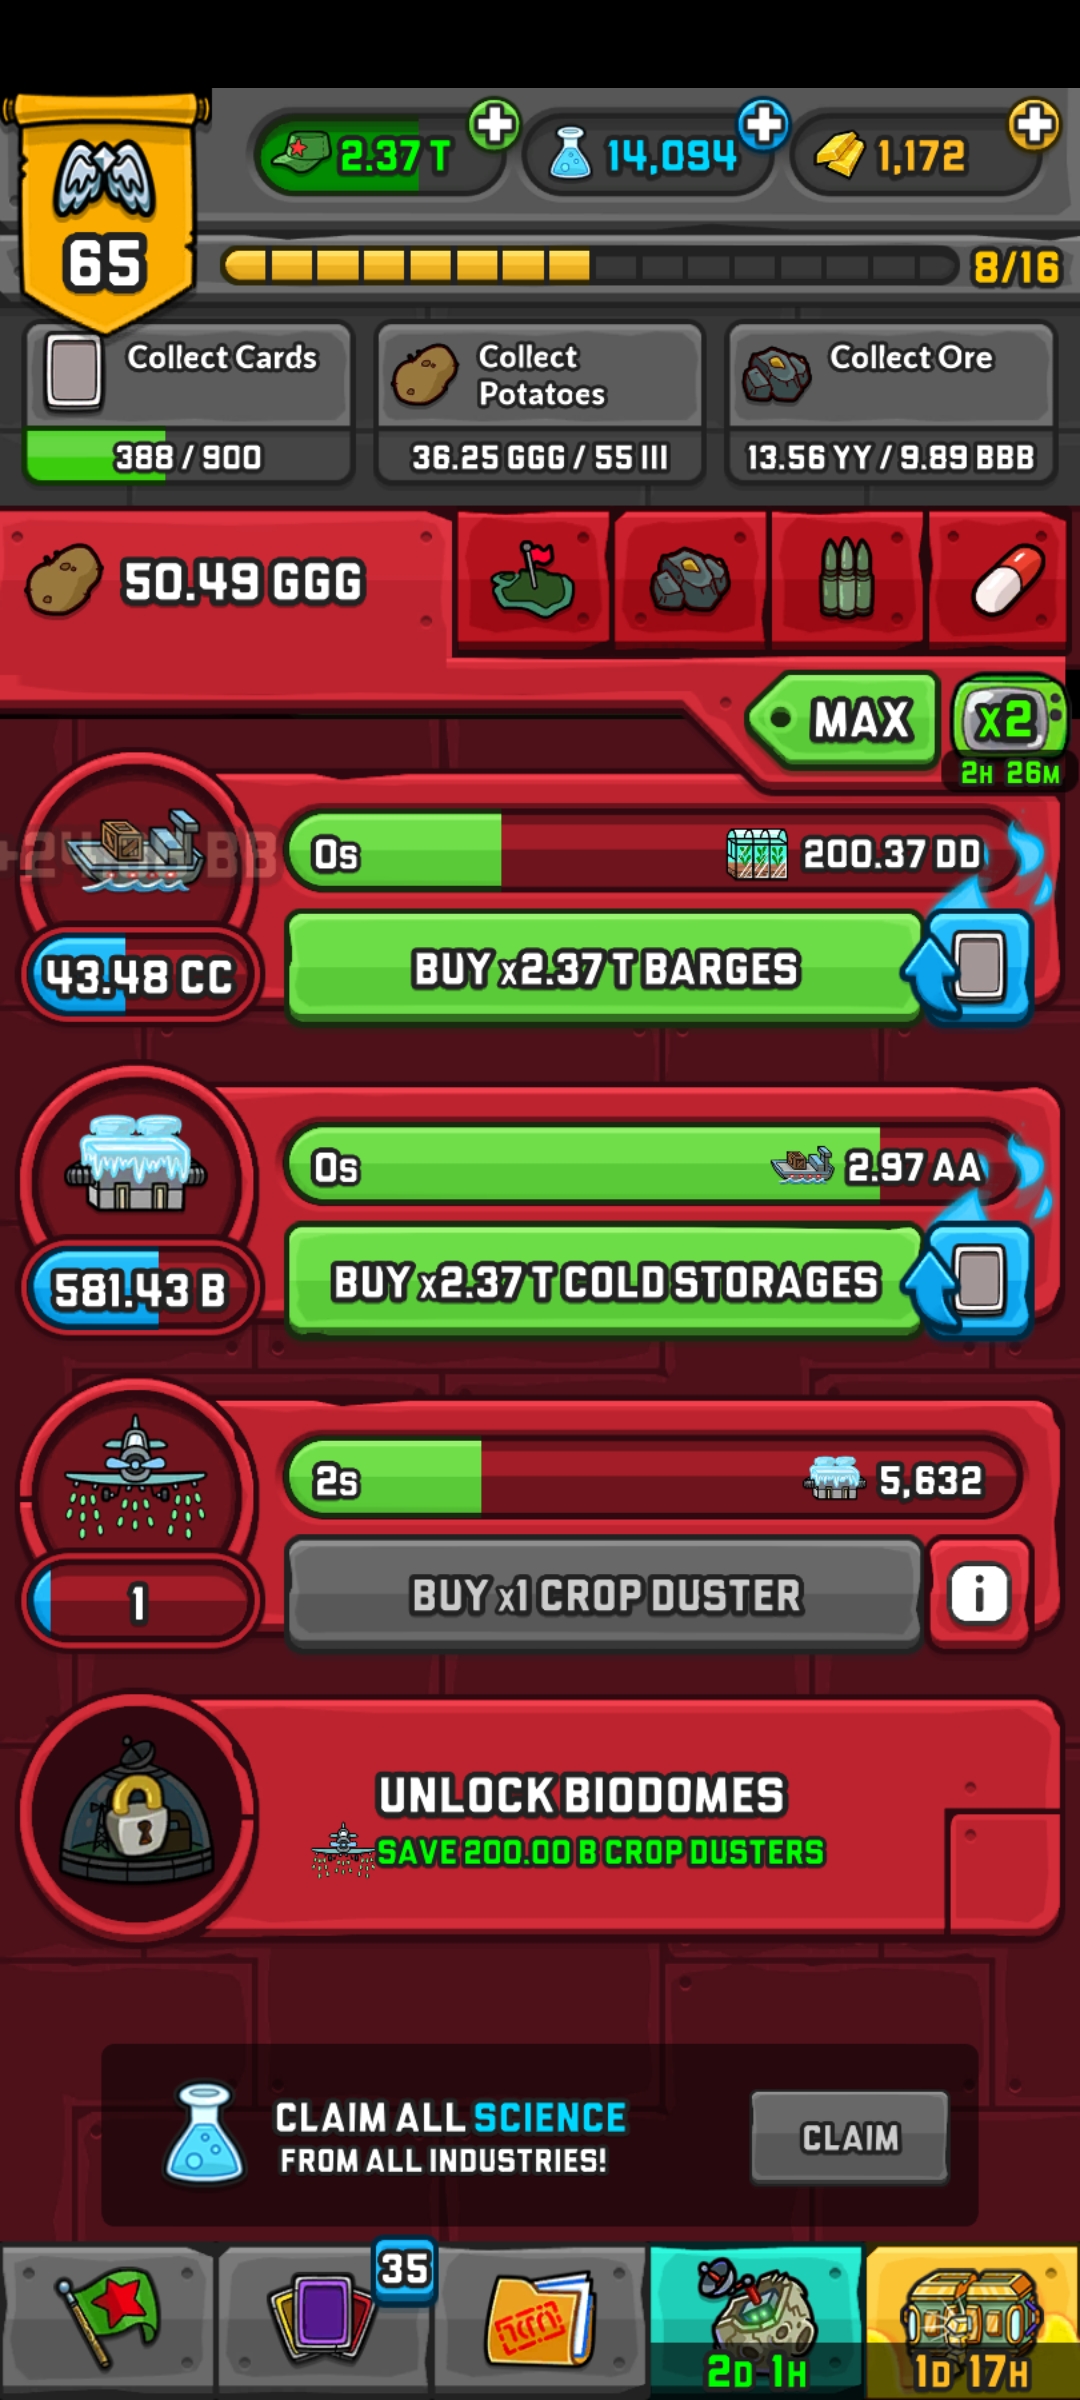 2.37 T
14,094
1,172
65
8/16
Collect Cards
388 / 900
Collect
Potatoes
36.25 GGG / 55 III
Collect Ore
13.56 YY / 9.89 BBB
50.49 GGG
MAX
x2
2H 26M
0s
200.37 DD
43.48 CC
BUY x2.37 T BARGES
0s
2.97 AA
581.43 B
BUY x2.37 T COLD STORAGES
2s
5,632
1
BUY x1 CROP DUSTER
i
UNLOCK BIODOMES
SAVE 200.00 B CROP DUSTERS
CLAIM ALL SCIENCE
FROM ALL INDUSTRIES!
CLAIM
35
2D 1H
1D 17H